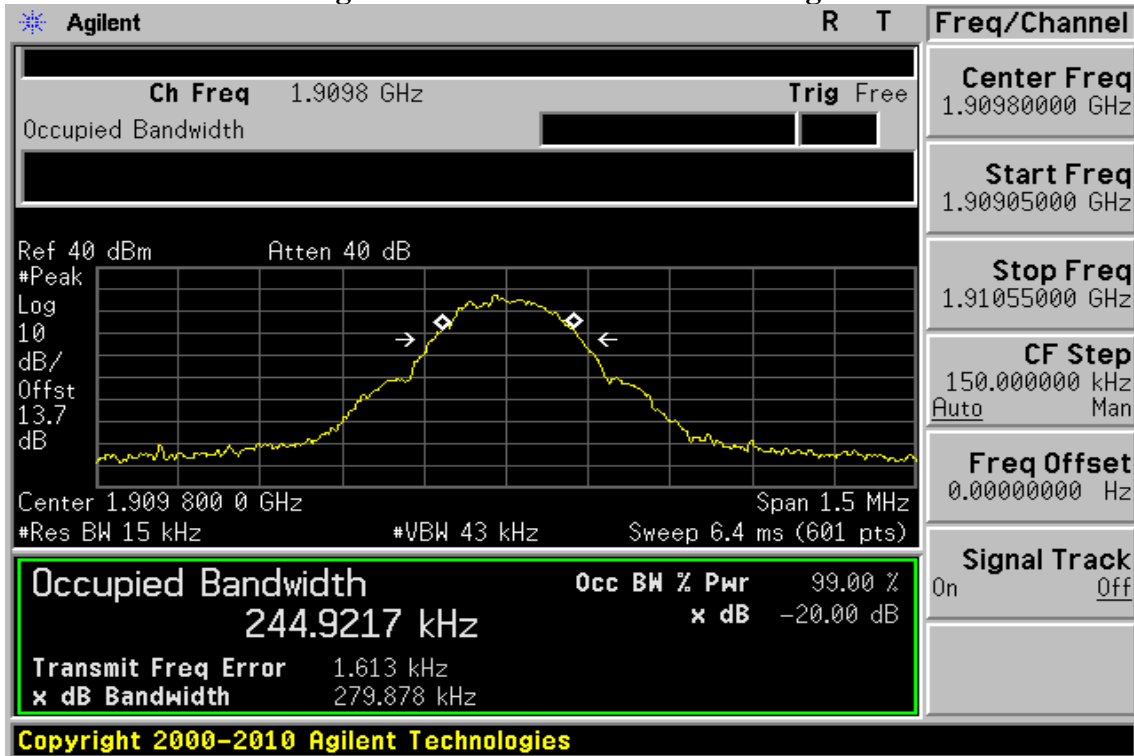 Agilent R T
Ch Freq 1.9098 GHz Trig Free
Occupied Bandwidth
Ref 40 dBm Atten 40 dB
#Peak
Log
10
dB/
Offst
13.7
dB
Center 1.909 800 0 GHz Span 1.5 MHz
#Res BW 15 kHz #VBW 43 kHz Sweep 6.4 ms (601 pts)
Occupied Bandwidth Occ BW % Pwr 99.00 %
244.9217 kHz x dB -20.00 dB
Transmit Freq Error 1.613 kHz
x dB Bandwidth 279.878 kHz
Copyright 2000-2010 Agilent Technologies
Freq/Channel
Center Freq
1.90980000 GHz
Start Freq
1.90905000 GHz
Stop Freq
1.91055000 GHz
CF Step
150.000000 kHz
Auto Man
Freq Offset
0.00000000 Hz
Signal Track
On Off